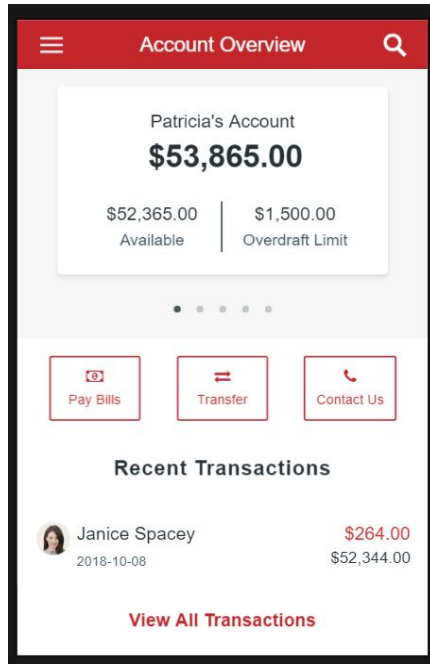 Account Overview
Patricia's Account
$53,865.00
$52,365.00 $1,500.00
Available Overdraft Limit
Pay Bills Transfer Contact Us
Recent Transactions
Janice Spacey $264.00
2018-10-08 $52,344.00
View All Transactions